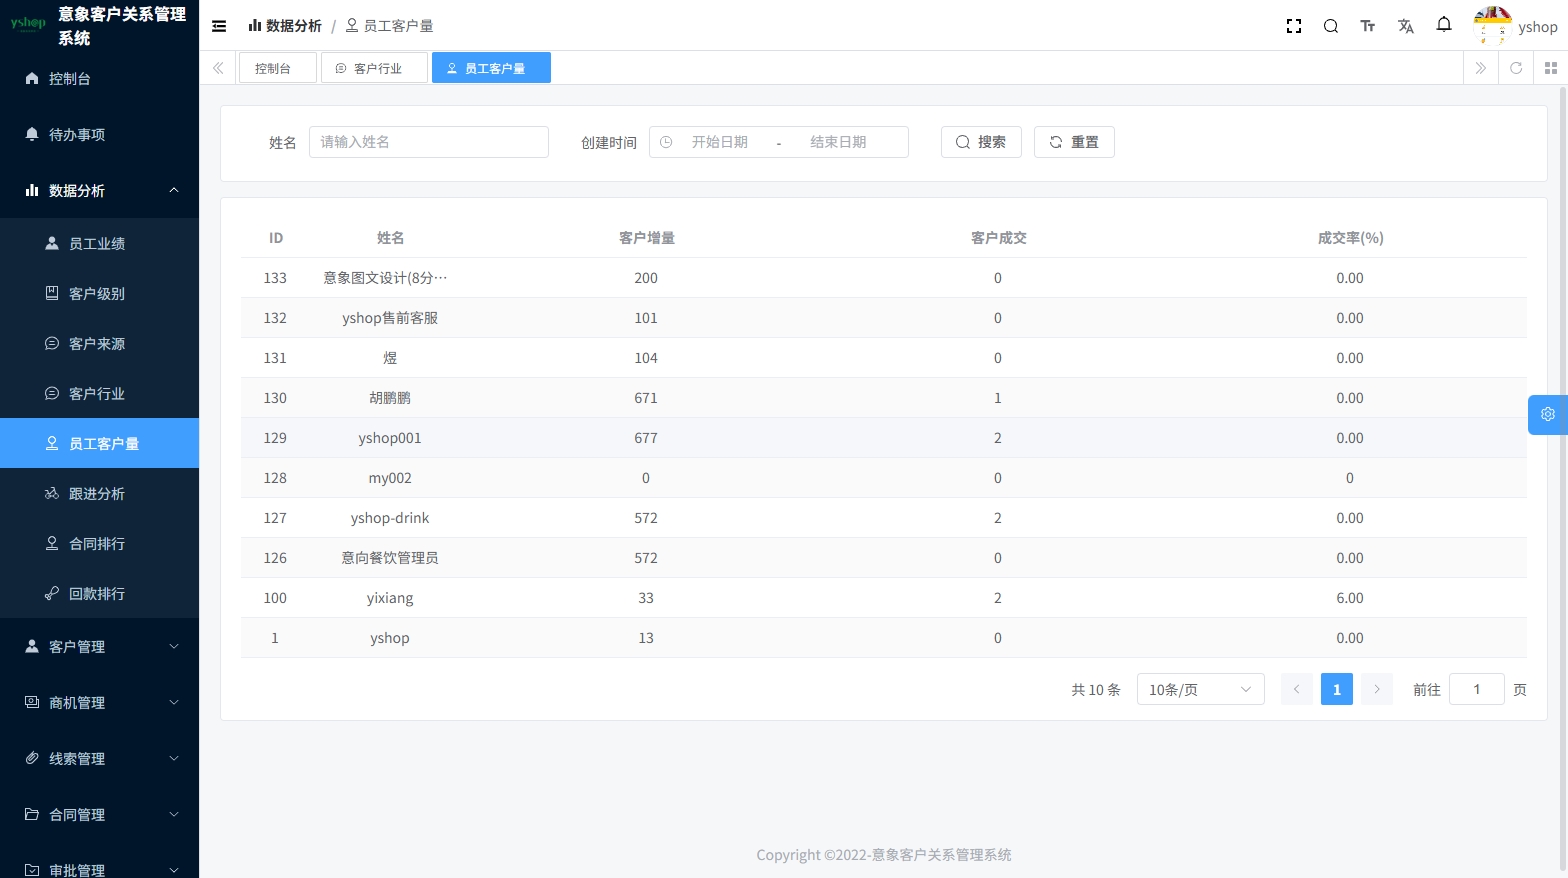 yshop
意象客户关系管理
系统
控制台
待办事项
数据分析
员工业绩
客户级别
客户来源
客户行业
员工客户量
跟进分析
合同排行
回款排行
客户管理
商机管理
线索管理
合同管理
审批管理
数据分析 / 员工客户量
yshop
控制台 客户行业 员工客户量
姓名 请输入姓名 创建时间 开始日期 - 结束日期 搜索 重置
ID 姓名 客户增量 客户成交 成交率(%)
133 意象图文设计(8分… 200 0 0.00
132 yshop售前客服 101 0 0.00
131 煜 104 0 0.00
130 胡鹏鹏 671 1 0.00
129 yshop001 677 2 0.00
128 my002 0 0 0
127 yshop-drink 572 2 0.00
126 意向餐饮管理员 572 0 0.00
100 yixiang 33 2 6.00
1 yshop 13 0 0.00
共 10 条 10条/页 1 前往 1 页
Copyright ©2022-意象客户关系管理系统